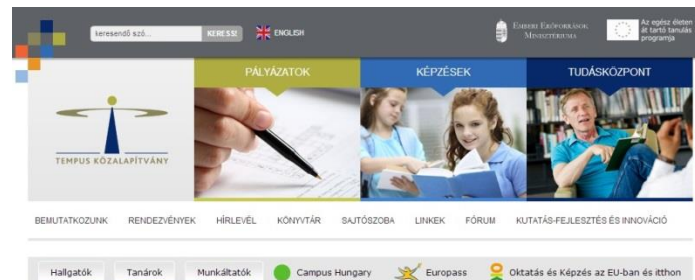 keresendő szó...
KERESS!
ENGLISH
EMBERI ERŐFORRÁSOK
MINISZTÉRIUMA
Az egész életen
át tartó tanulás
programja
PÁLYÁZATOK
KÉPZÉSEK
TUDÁSKÖZPONT
TEMPUS KÖZALAPÍTVÁNY
BEMUTATKOZUNK RENDEZVÉNYEK HÍRLEVÉL KÖNYVTÁR SAJTÓSZOBA LINKEK FÓRUM KUTATÁS-FEJLESZTÉS ÉS INNOVÁCIÓ
Hallgatók Tanárok Munkáltatók Campus Hungary Europass Oktatás és Képzés az EU-ban és itthon